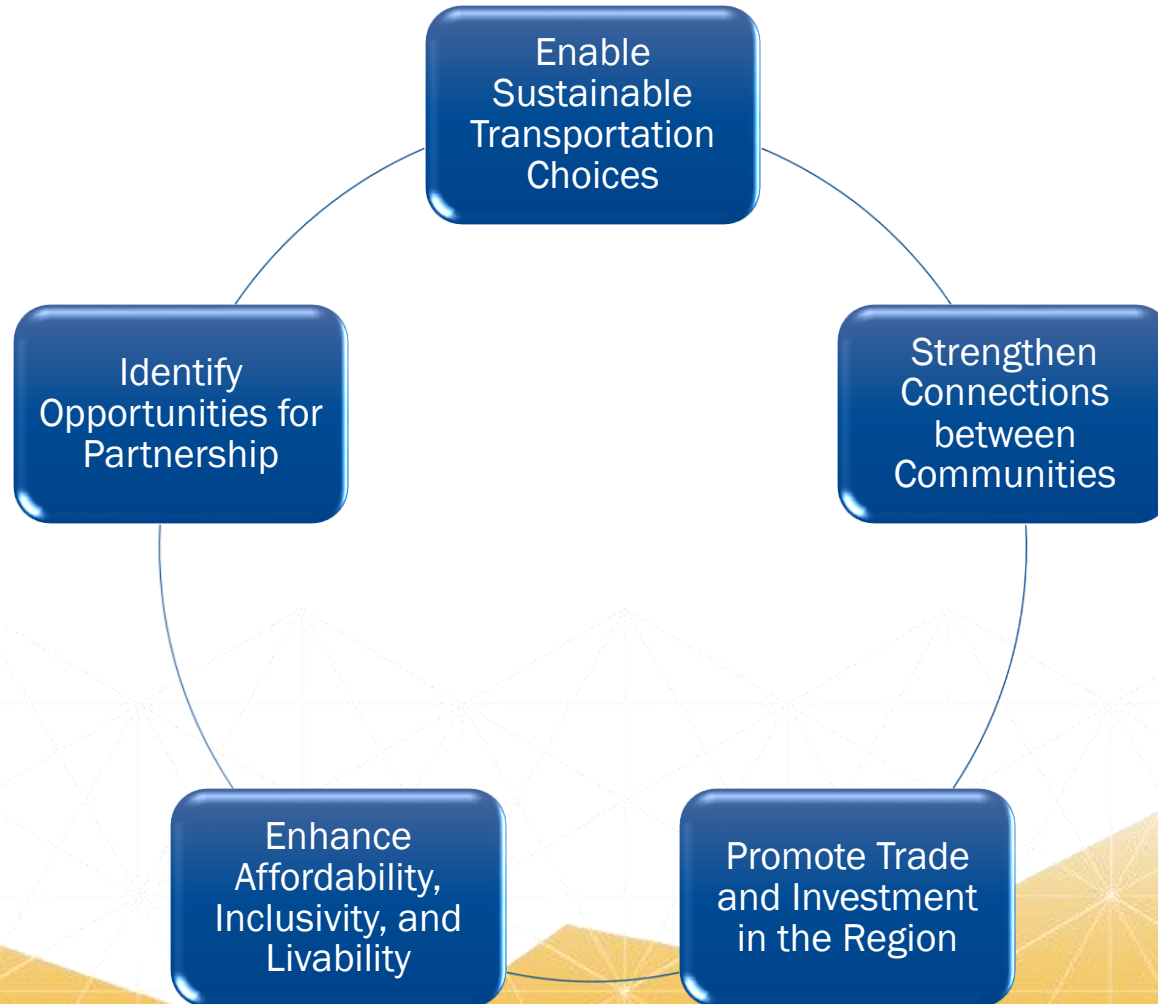 Enable
Sustainable
Transportation
Choices
Strengthen
Connections
between
Communities
Promote Trade
and Investment
in the Region
Enhance
Affordability,
Inclusivity, and
Livability
Identify
Opportunities for
Partnership